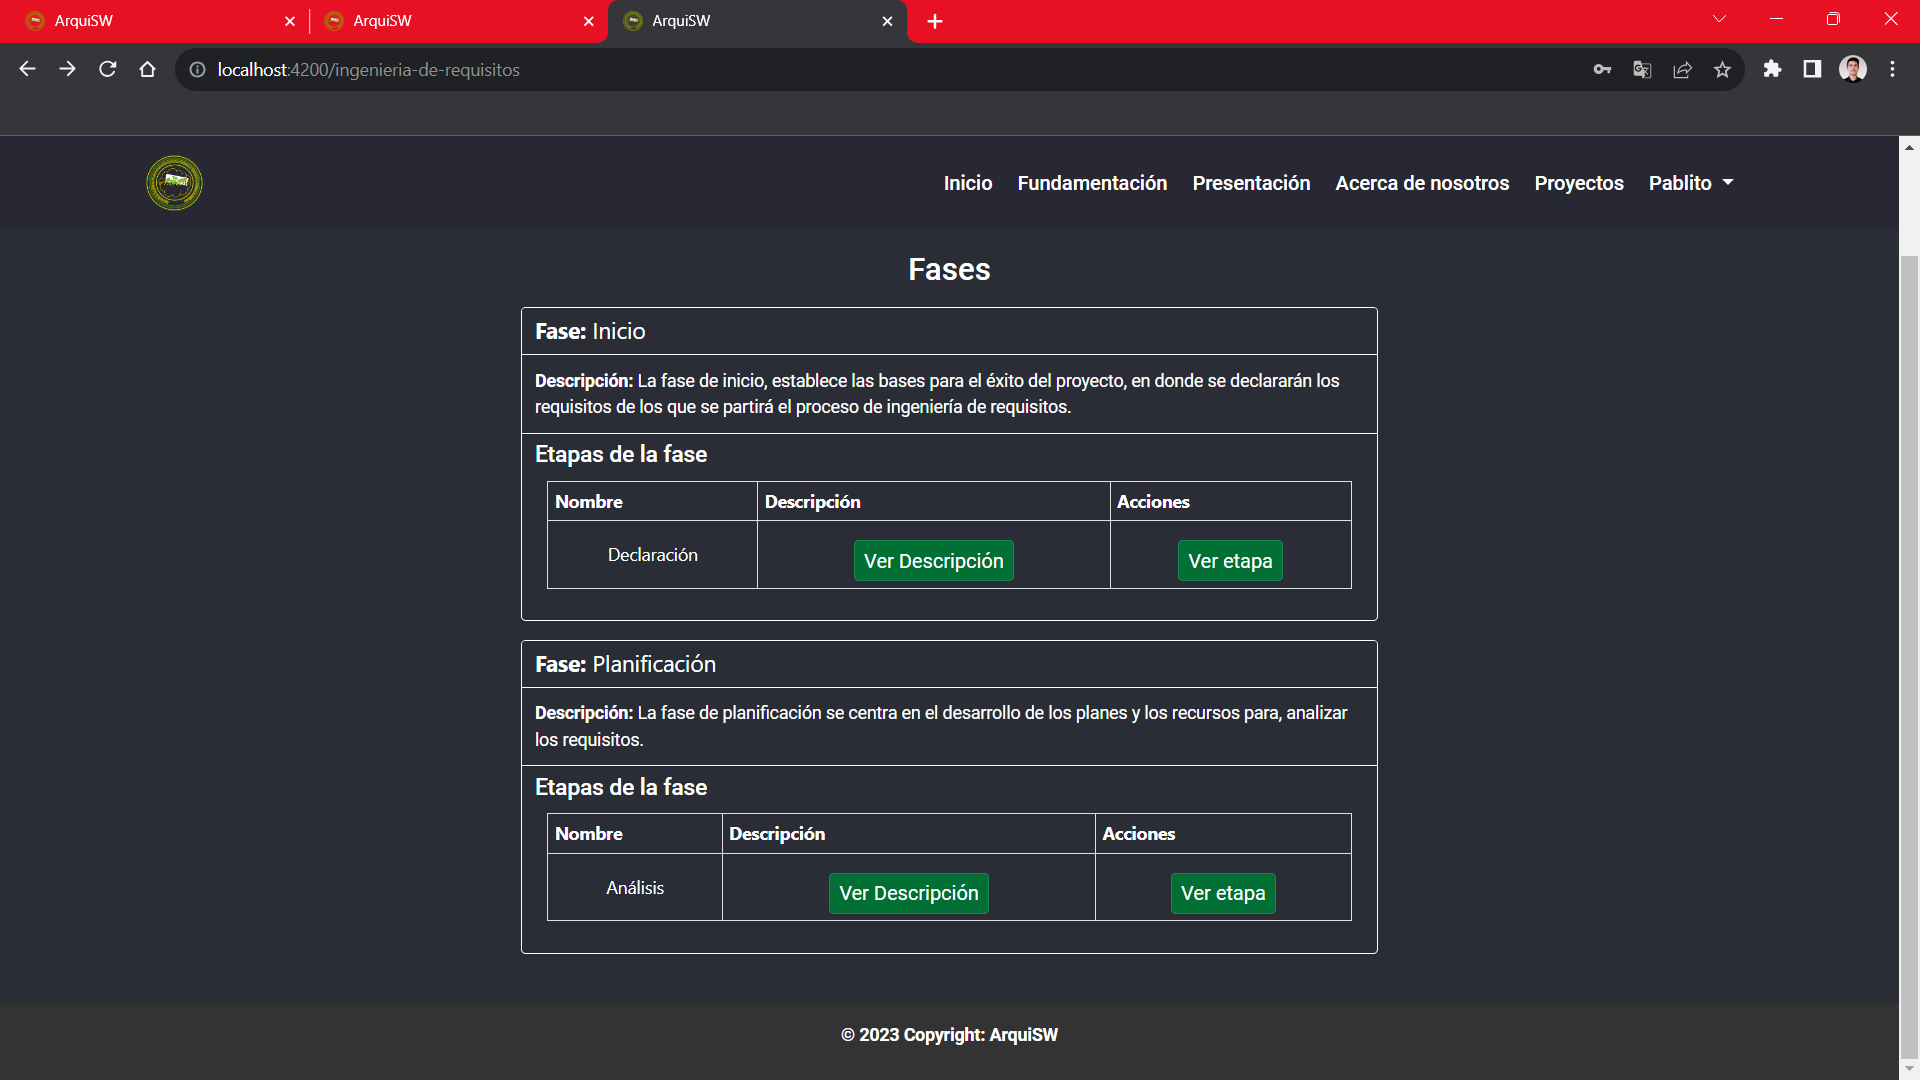 ArquiSW
ArquiSW
ArquiSW
localhost:4200/ingenieria-de-requisitos
Inicio
Fundamentación
Presentación
Acerca de nosotros
Proyectos
Pablito
Fases
Fase: Inicio
Descripción: La fase de inicio, establece las bases para el éxito del proyecto, en donde se declararán los
requisitos de los que se partirá el proceso de ingeniería de requisitos.
Etapas de la fase
Nombre
Descripción
Acciones
Declaración
Ver Descripción
Ver etapa
Fase: Planificación
Descripción: La fase de planificación se centra en el desarrollo de los planes y los recursos para, analizar
los requisitos.
Etapas de la fase
Nombre
Descripción
Acciones
Análisis
Ver Descripción
Ver etapa
© 2023 Copyright: ArquiSW